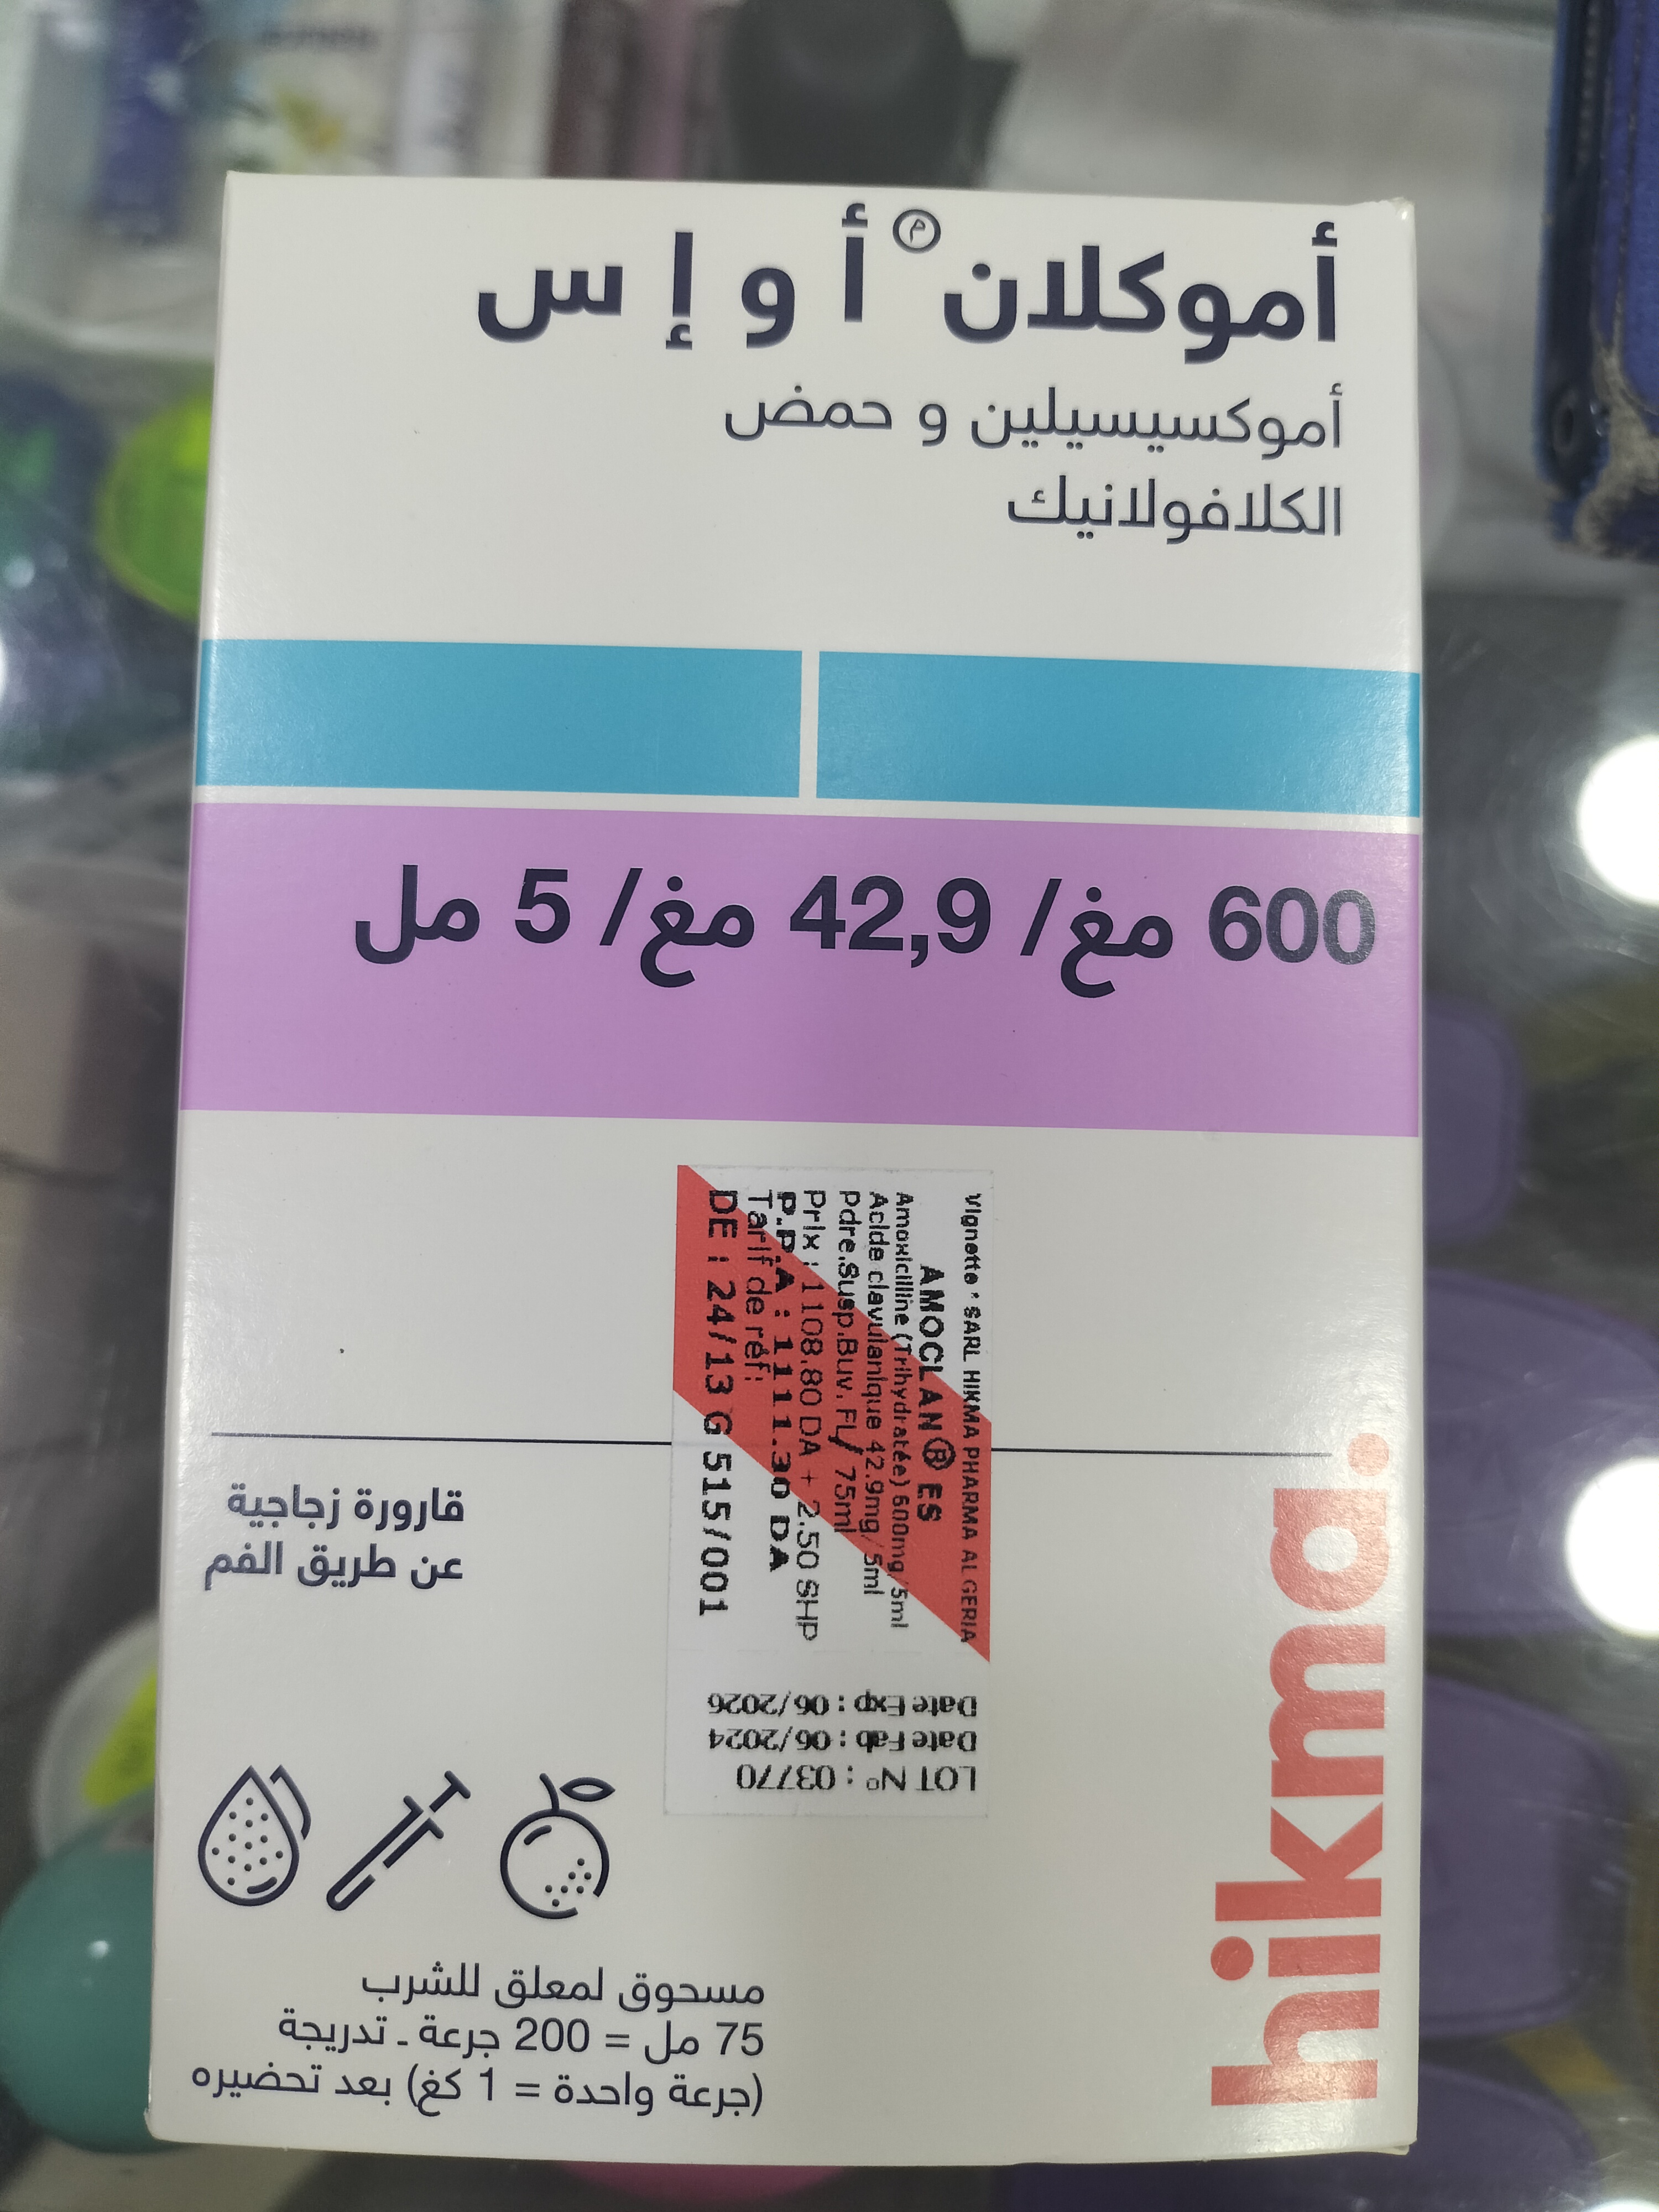 أموكلان م أ و إ س
أموكسيسيلين و حمض
الكلافولانيك
600 مغ/ 42,9 مغ/ 5 مل
Vignette * SARL HIKMA PHARMA ALGERIA
AMOCLAN® ES
Amoxicilline (Trihydratée) 600mg/5ml
Acide clavulanique 42.9mg/5ml
Pdre.Susp.Buv. FL/ 75ml
Prix : 1108.80 DA + 2.50 SHP
P.P.A : 1111.30 DA
Tarif de réf:
DE : 24/13 G 515/001
LOT N° : 03770
Date Fab : 06/2024
Date Exp : 06/2026
قارورة زجاجية
عن طريق الفم
hikma.
مسحوق لمعلق للشرب
75 مل = 200 جرعة - تدريجة
(جرعة واحدة = 1 كغ) بعد تحضيره